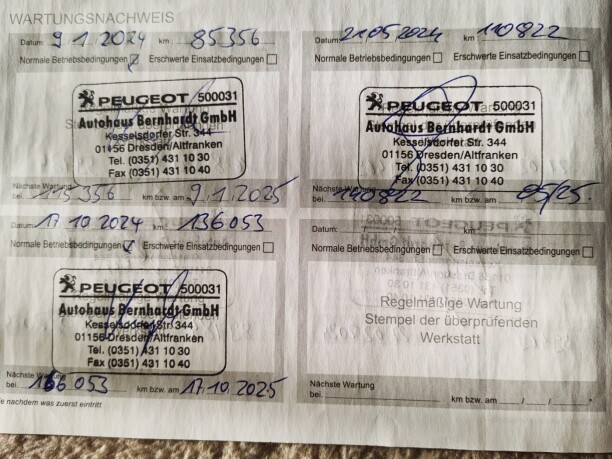 WARTUNGSNACHWEIS
Datum: 9.1.2024 km: 85356
Normale Betriebsbedingungen Erschwerte Einsatzbedingungen
PEUGEOT 500031
Autohaus Bernhardt GmbH
Kesselsdorfer Str. 344
01156 Dresden/Altfranken
Tel. (0351) 431 10 30
Fax (0351) 431 10 40
Nächste Wartung
bei 115 356 km bzw. am 9.1.2025
Datum: 21.05.2024 km 110822
Normale Betriebsbedingungen Erschwerte Einsatzbedingungen
PEUGEOT 500031
Autohaus Bernhardt GmbH
Kesselsdorfer Str. 344
01156 Dresden/Altfranken
Tel. (0351) 431 10 30
Fax (0351) 431 10 40
Nächste Wartung
bei 140822 km bzw. am 05/25.
Datum: 17 10 2024 km: 136053
Normale Betriebsbedingungen Erschwerte Einsatzbedingungen
PEUGEOT 500031
Autohaus Bernhardt GmbH
Kesselsdorfer Str. 344
01156 Dresden/Altfranken
Tel. (0351) 431 10 30
Fax (0351) 431 10 40
Nächste Wartung
bei 166 053 km bzw. am 17.10.2025
Datum: / / km
Normale Betriebsbedingungen Erschwerte Einsatzbedingungen
Regelmäßige Wartung
Stempel der überprüfenden
Werkstatt
Nächste Wartung
bei km bzw. am / / *
nachdem was zuerst eintritt